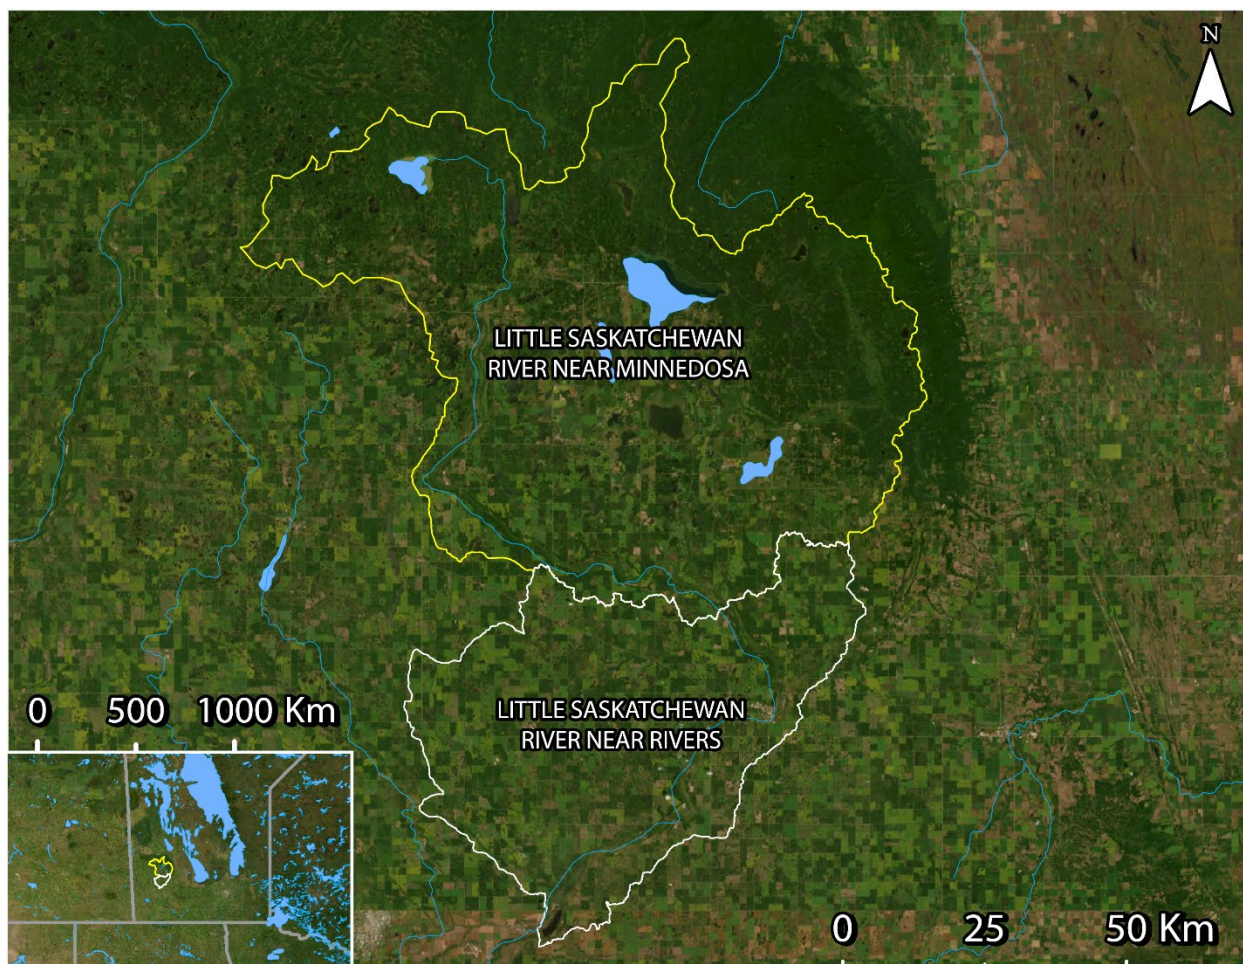 N
LITTLE SASKATCHEWAN
RIVER NEAR MINNEDOSA
LITTLE SASKATCHEWAN
RIVER NEAR RIVERS
0 500 1000 Km
0 25 50 Km